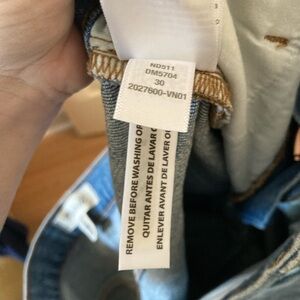 ND511
DM5704
30
2027600-VN01
REMOVE BEFORE WASHING OR
QUITAR ANTES DE LAVAR O
ENLEVER AVANT DE LAVER OU